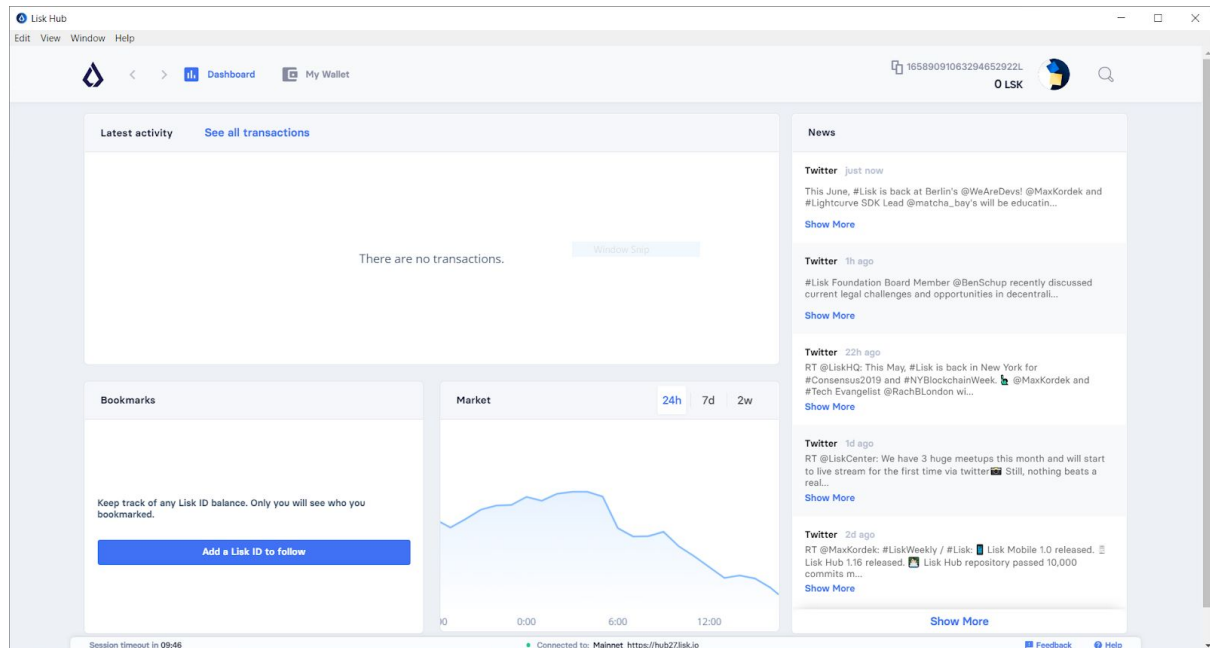 Lisk Hub
Edit View Window Help
Dashboard
My Wallet
16589091063294652922L
0 LSK
Latest activity See all transactions
There are no transactions.
Window Snip
Bookmarks
Keep track of any Lisk ID balance. Only you will see who you
bookmarked.
Add a Lisk ID to follow
Market
24h 7d 2w
0:00 6:00 12:00
News
Twitter just now
This June, #Lisk is back at Berlin's @WeAreDevs! @MaxKordek and
#Lightcurve SDK Lead @matcha_bay's will be educatin...
Show More
Twitter 1h ago
#Lisk Foundation Board Member @BenSchup recently discussed
current legal challenges and opportunities in decentrali...
Show More
Twitter 22h ago
RT @LiskHQ: This May, #Lisk is back in New York for
#Consensus2019 and #NYBlockchainWeek. 🗽 @MaxKordek and
#Tech Evangelist @RachBLondon wi...
Show More
Twitter 1d ago
RT @LiskCenter: We have 3 huge meetups this month and will start
to live stream for the first time via twitter📸 Still, nothing beats a
real...
Show More
Twitter 2d ago
RT @MaxKordek: #LiskWeekly / #Lisk: 📱 Lisk Mobile 1.0 released.
Lisk Hub 1.16 released. Lisk Hub repository passed 10,000
commits m...
Show More
Show More
Session timeout in 09:46
Connected to: Mainnet https://hub27.lisk.io
Feedback Help